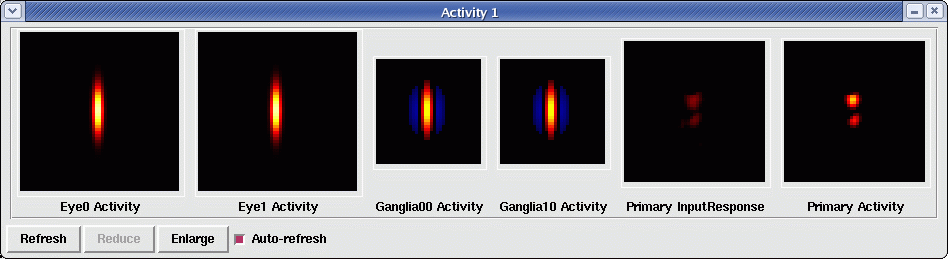 Activity 1
Eye0 Activity
Eye1 Activity
Ganglia00 Activity
Ganglia10 Activity
Primary InputResponse
Primary Activity
Refresh
Reduce
Enlarge
Auto-refresh